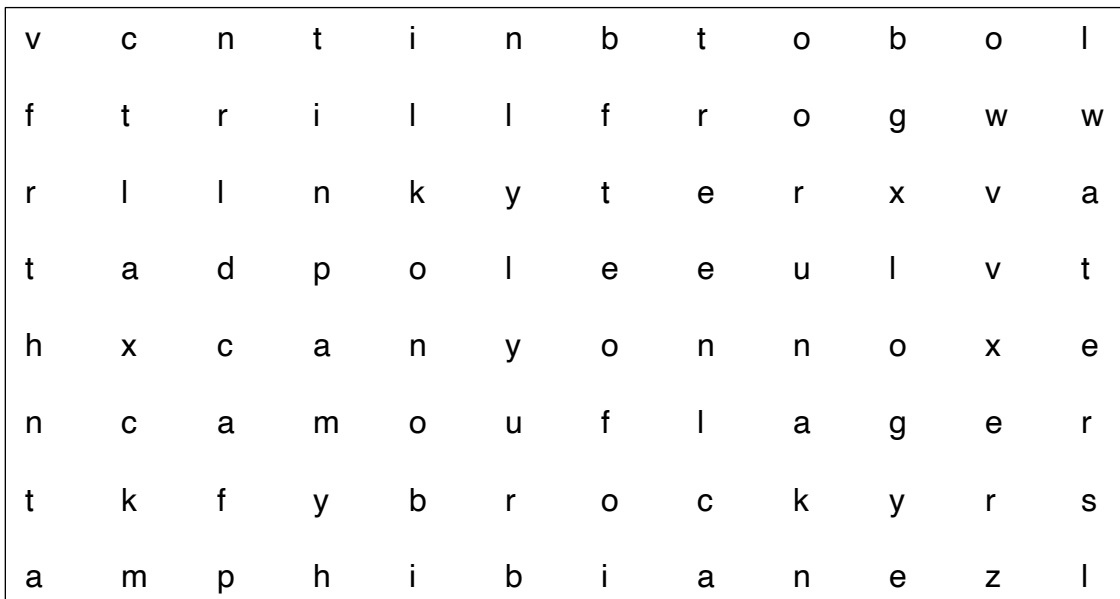 v c n t i n b t o b o l
f t r i l l f r o g w w
r l l n k y t e r x v a
t a d p o l e e u l v t
h x c a n y o n n o x e
n c a m o u f l a g e r
t k f y b r o c k y r s
a m p h i b i a n e z l